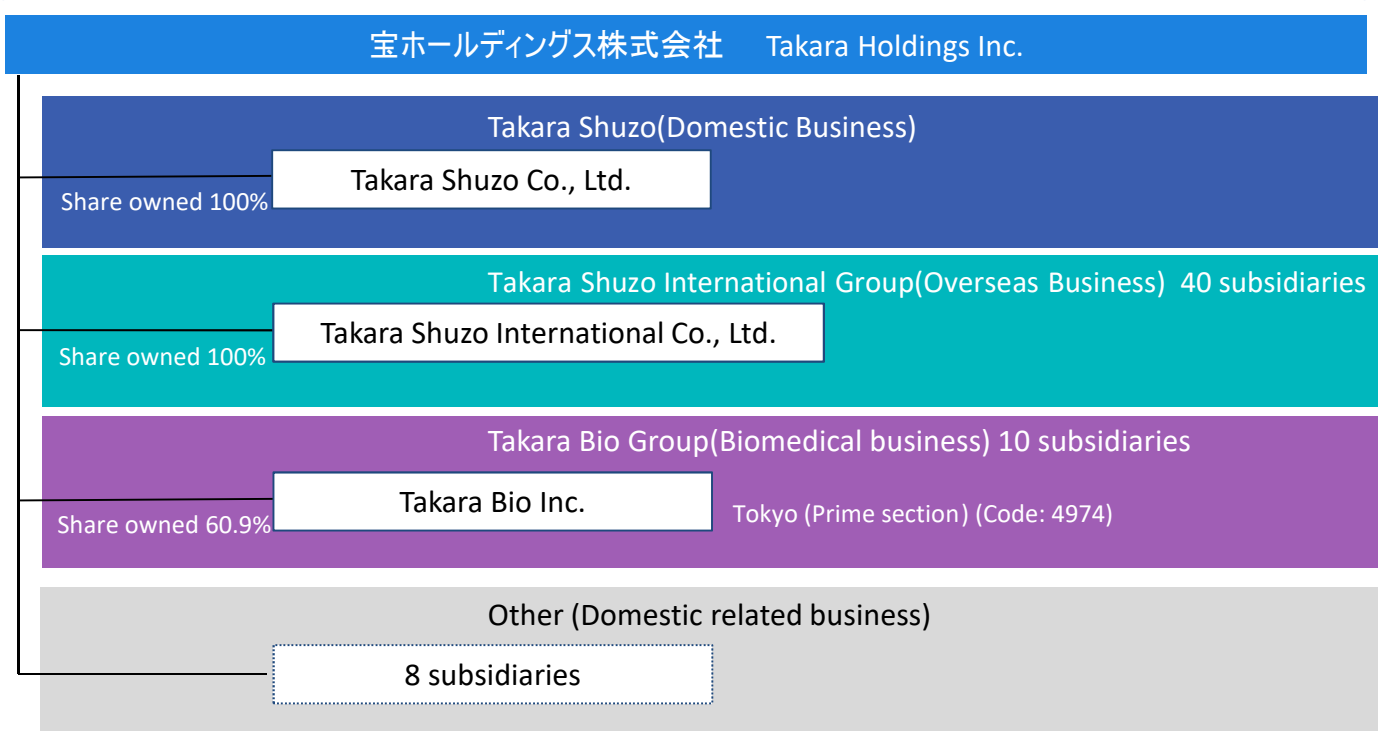 宝ホールディングス株式会社 Takara Holdings Inc.
Takara Shuzo(Domestic Business)
Takara Shuzo Co., Ltd.
Share owned 100%
Takara Shuzo International Group(Overseas Business) 40 subsidiaries
Takara Shuzo International Co., Ltd.
Share owned 100%
Takara Bio Group(Biomedical business) 10 subsidiaries
Takara Bio Inc.
Tokyo (Prime section) (Code: 4974)
Share owned 60.9%
Other (Domestic related business)
8 subsidiaries